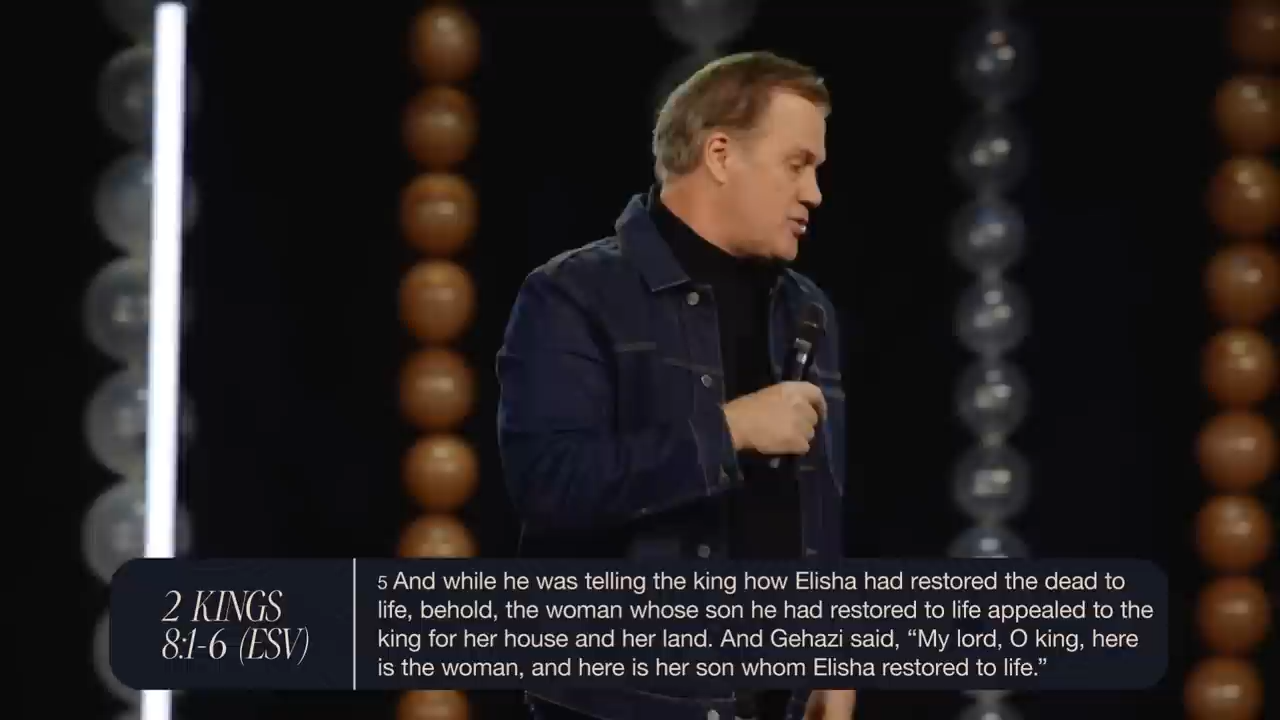 2 KINGS
8:1-6 (ESV)
5 And while he was telling the king how Elisha had restored the dead to
life, behold, the woman whose son he had restored to life appealed to the
king for her house and her land. And Gehazi said, “My lord, O king, here
is the woman, and here is her son whom Elisha restored to life.”